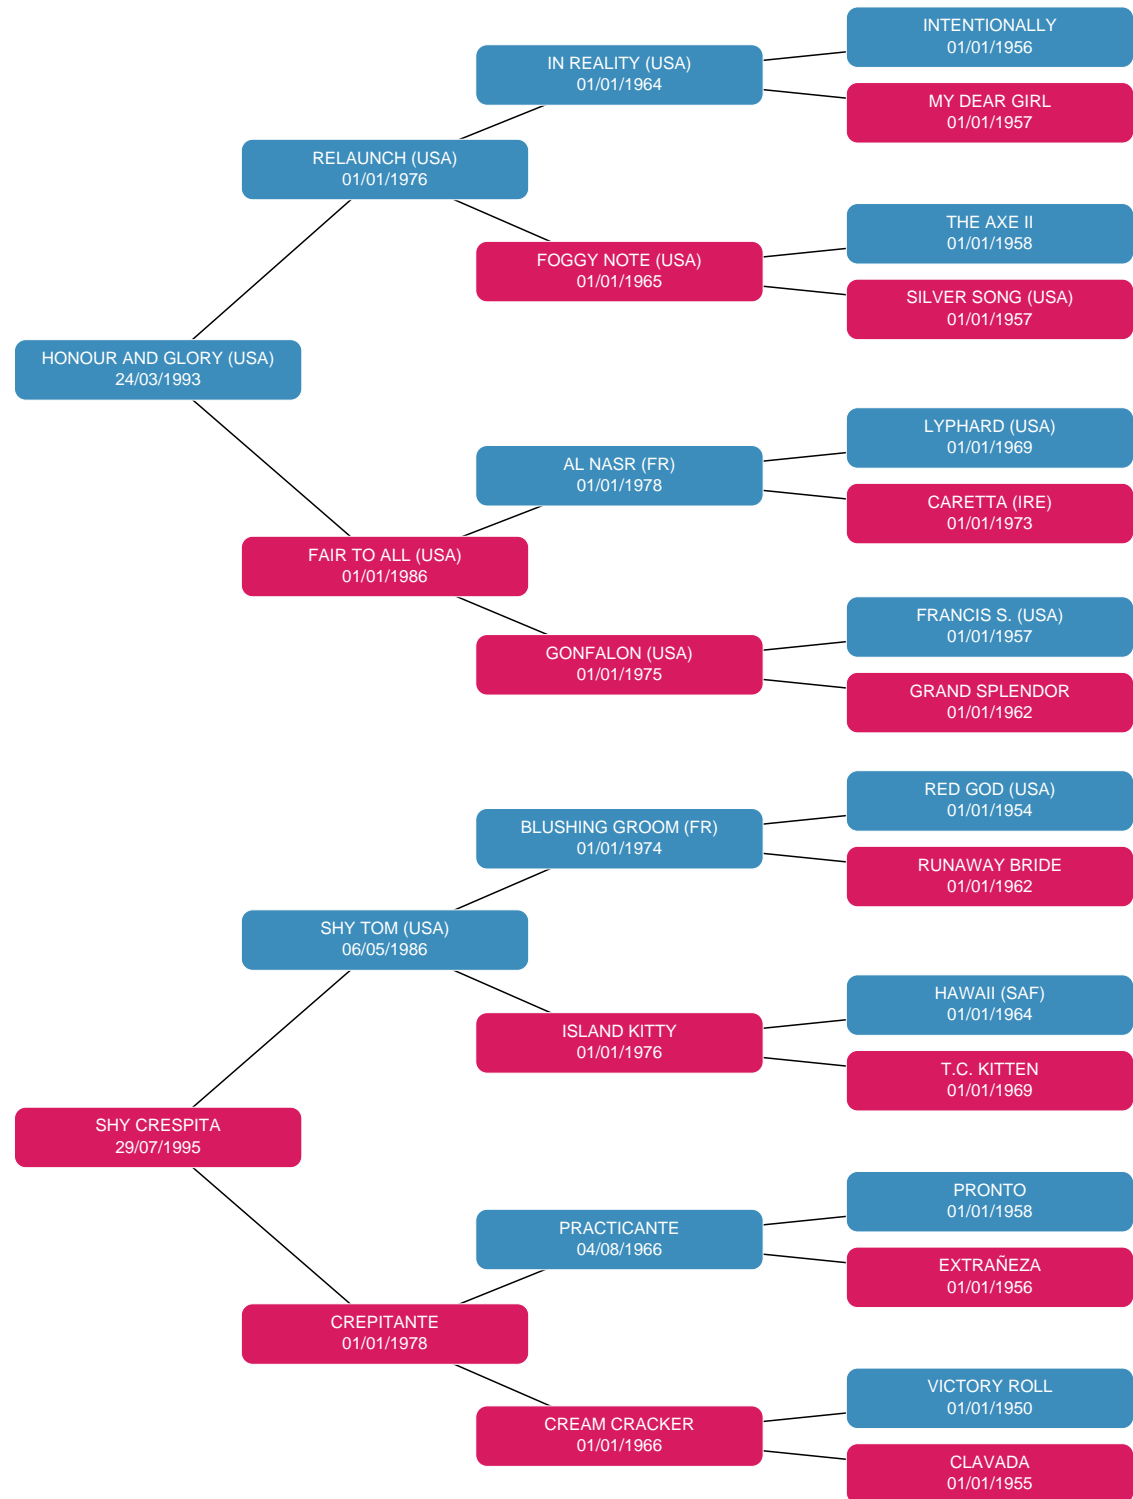 INTENTIONALLY
01/01/1956
IN REALITY (USA)
01/01/1964
MY DEAR GIRL
01/01/1957
RELAUNCH (USA)
01/01/1976
THE AXE II
01/01/1958
FOGGY NOTE (USA)
01/01/1965
SILVER SONG (USA)
01/01/1957
HONOUR AND GLORY (USA)
24/03/1993
LYPHARD (USA)
01/01/1969
AL NASR (FR)
01/01/1978
CARETTA (IRE)
01/01/1973
FAIR TO ALL (USA)
01/01/1986
FRANCIS S. (USA)
01/01/1957
GONFALON (USA)
01/01/1975
GRAND SPLENDOR
01/01/1962
RED GOD (USA)
01/01/1954
BLUSHING GROOM (FR)
01/01/1974
RUNAWAY BRIDE
01/01/1962
SHY TOM (USA)
06/05/1986
HAWAII (SAF)
01/01/1964
ISLAND KITTY
01/01/1976
T.C. KITTEN
01/01/1969
SHY CRESPITA
29/07/1995
PRONTO
01/01/1958
PRACTICANTE
04/08/1966
EXTRAÑEZA
01/01/1956
CREPITANTE
01/01/1978
VICTORY ROLL
01/01/1950
CREAM CRACKER
01/01/1966
CLAVADA
01/01/1955